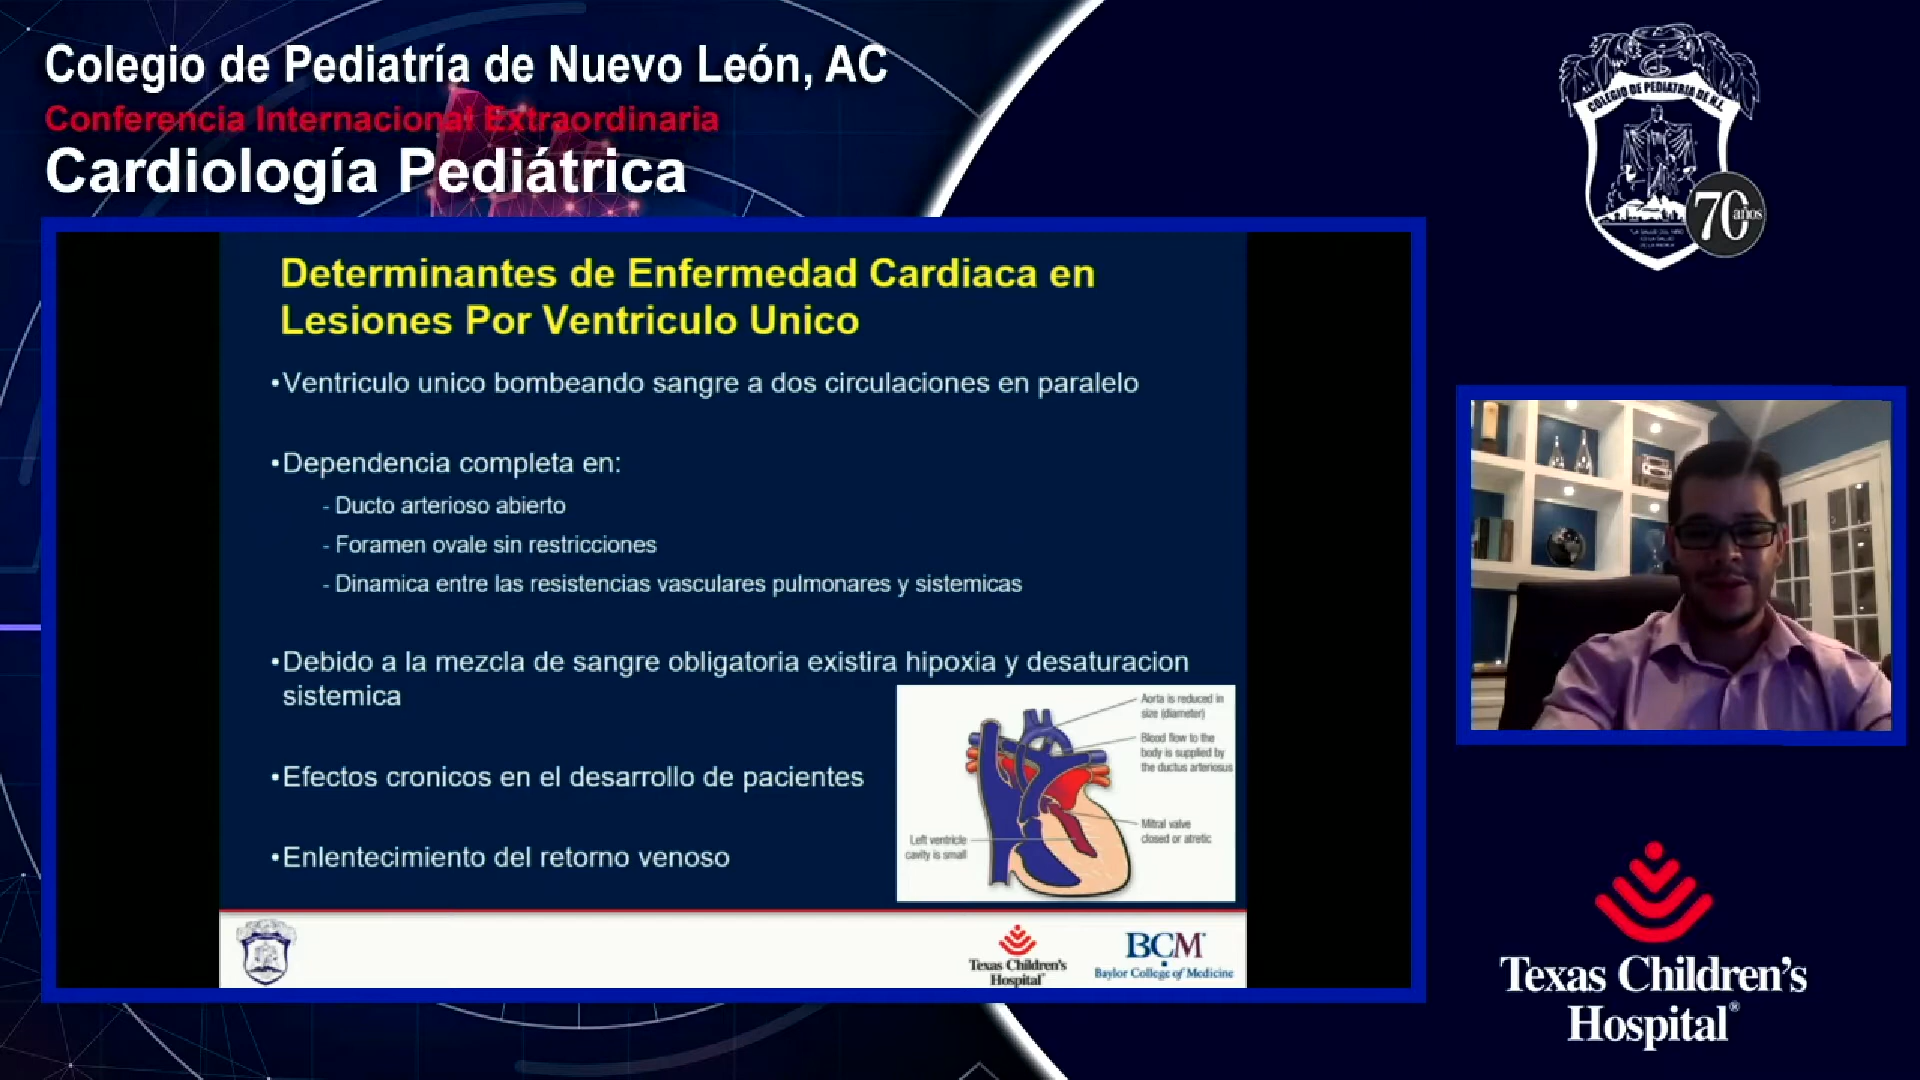 Colegio de Pediatría de Nuevo León, AC
Conferencia Internacional Extraordinaria
Cardiología Pediátrica
COLEGIO DE PEDIATRIA DE N.L.
70 años
Determinantes de Enfermedad Cardiaca en
Lesiones Por Ventriculo Unico
•Ventriculo unico bombeando sangre a dos circulaciones en paralelo
•Dependencia completa en:
- Ducto arterioso abierto
- Foramen ovale sin restricciones
- Dinamica entre las resistencias vasculares pulmonares y sistemicas
•Debido a la mezcla de sangre obligatoria existira hipoxia y desaturacion
sistemica
•Efectos cronicos en el desarrollo de pacientes
•Enlentecimiento del retorno venoso
Aorta is reduced in
size (diameter)
Blood flow to the
body is supplied by
the ductus arteriosus
Mitral valve
closed or atretic
Left ventricle
cavity is small
Texas Children's
Hospital
BCM
Baylor College of Medicine
Texas Children's
Hospital®